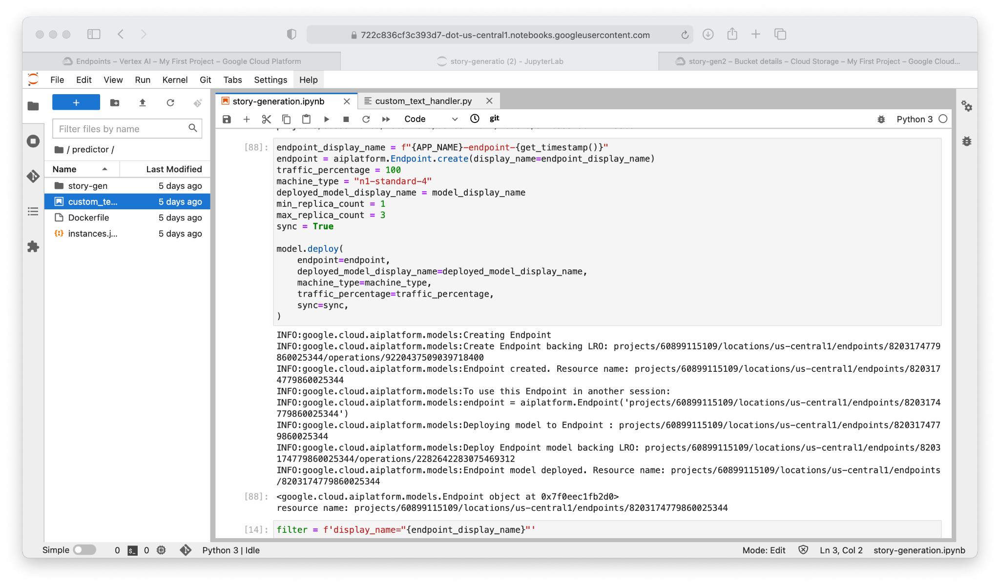 722c836cf3c393d7-dot-us-central1.notebooks.googleusercontent.com
Endpoints – Vertex AI – My First Project – Google Cloud Platform
story-generatio (2) - JupyterLab
story-gen2 – Bucket details – Cloud Storage – My First Project – Google Cloud...
File Edit View Run Kernel Git Tabs Settings Help
+
story-generation.ipynb
custom_text_handler.py
Code
git
Python 3
Filter files by name
/ predictor /
Name Last Modified
story-gen 5 days ago
custom_te... 5 days ago
Dockerfile 5 days ago
instances.j... 5 days ago
[88]: endpoint_display_name = f"{APP_NAME}-endpoint-{get_timestamp()}"
endpoint = aiplatform.Endpoint.create(display_name=endpoint_display_name)
traffic_percentage = 100
machine_type = "n1-standard-4"
deployed_model_display_name = model_display_name
min_replica_count = 1
max_replica_count = 3
sync = True
model.deploy(
    endpoint=endpoint,
    deployed_model_display_name=deployed_model_display_name,
    machine_type=machine_type,
    traffic_percentage=traffic_percentage,
    sync=sync,
)
INFO:google.cloud.aiplatform.models:Creating Endpoint
INFO:google.cloud.aiplatform.models:Create Endpoint backing LRO: projects/60899115109/locations/us-central1/endpoints/8203174779
860025344/operations/9220437509039718400
INFO:google.cloud.aiplatform.models:Endpoint created. Resource name: projects/60899115109/locations/us-central1/endpoints/820317
4779860025344
INFO:google.cloud.aiplatform.models:To use this Endpoint in another session:
INFO:google.cloud.aiplatform.models:endpoint = aiplatform.Endpoint('projects/60899115109/locations/us-central1/endpoints/8203174
779860025344')
INFO:google.cloud.aiplatform.models:Deploying model to Endpoint : projects/60899115109/locations/us-central1/endpoints/820317477
9860025344
INFO:google.cloud.aiplatform.models:Deploy Endpoint model backing LRO: projects/60899115109/locations/us-central1/endpoints/8203
174779860025344/operations/2282642283075469312
INFO:google.cloud.aiplatform.models:Endpoint model deployed. Resource name: projects/60899115109/locations/us-central1/endpoints
/8203174779860025344
[88]: <google.cloud.aiplatform.models.Endpoint object at 0x7f0eec1fb2d0>
resource name: projects/60899115109/locations/us-central1/endpoints/8203174779860025344
[14]: filter = f'display_name="{endpoint_display_name}"'
Simple 0 $_ 0 Python 3 | Idle Mode: Edit Ln 3, Col 2 story-generation.ipynb